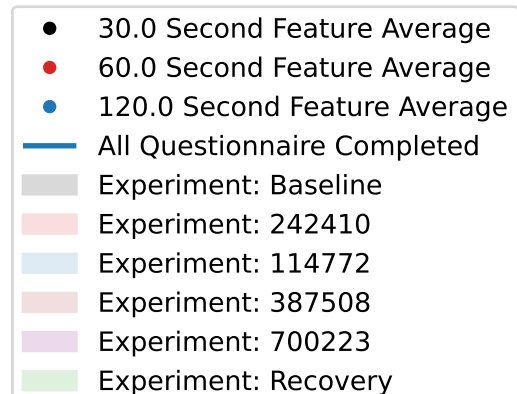 30.0 Second Feature Average
60.0 Second Feature Average
120.0 Second Feature Average
All Questionnaire Completed
Experiment: Baseline
Experiment: 242410
Experiment: 114772
Experiment: 387508
Experiment: 700223
Experiment: Recovery